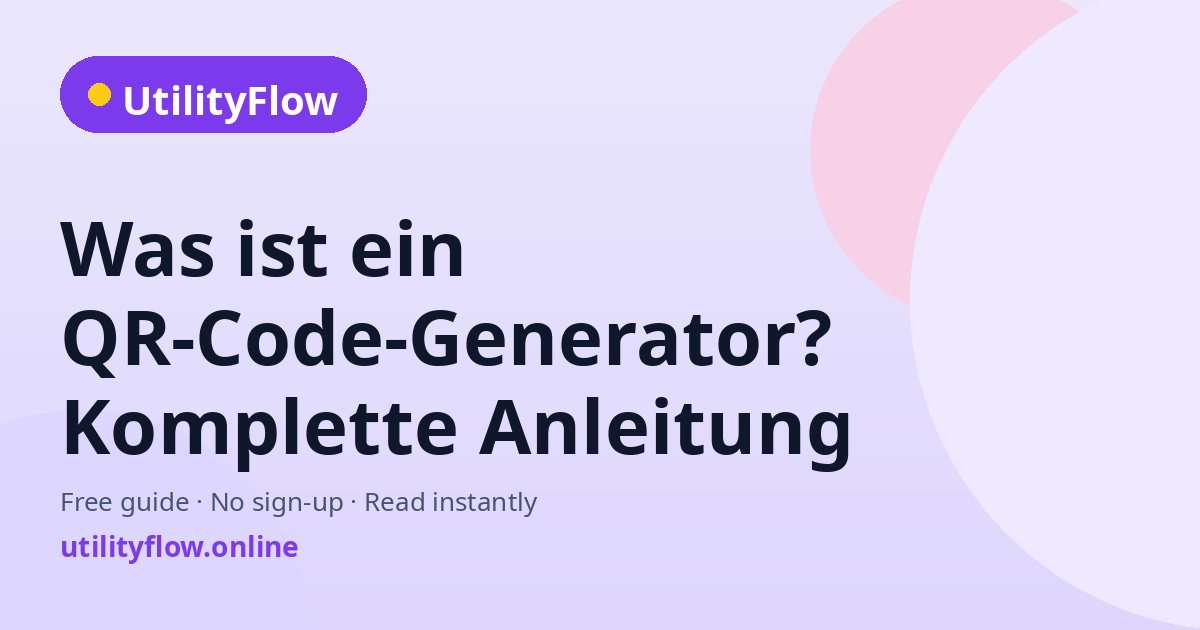 UtilityFlow
Was ist ein
QR-Code-Generator?
Komplette Anleitung
Free guide · No sign-up · Read instantly
utilityflow.online